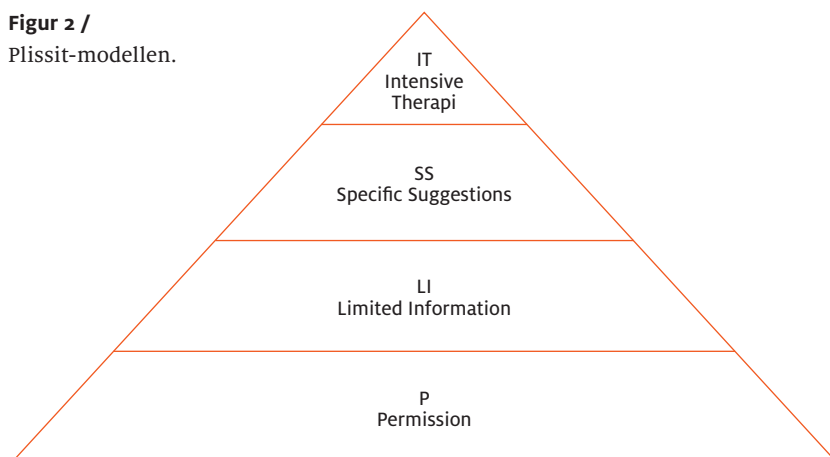 Figur 2 /
Plissit-modellen.
IT
Intensive
Therapi
SS
Specific Suggestions
LI
Limited Information
P
Permission